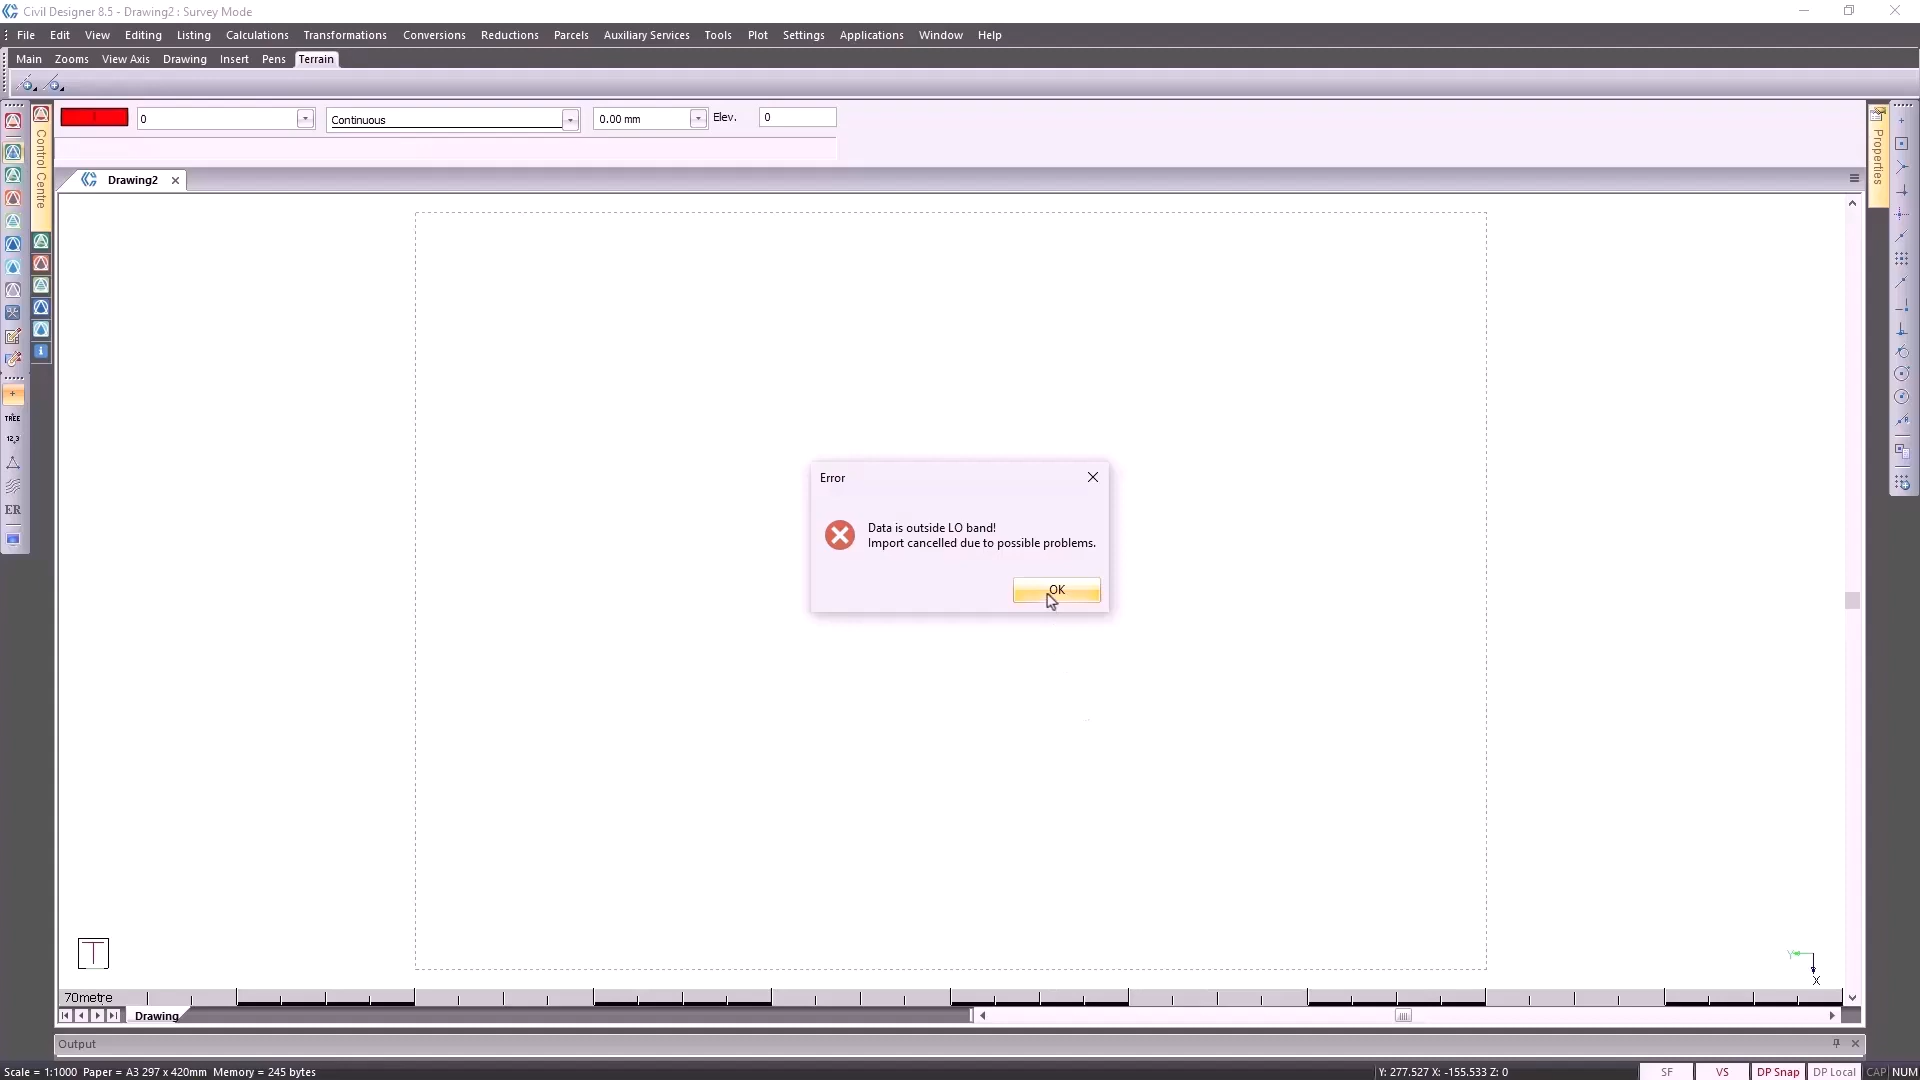 Civil Designer 8.5 - Drawing2 : Survey Mode
File Edit View Editing Listing Calculations Transformations Conversions Reductions Parcels Auxiliary Services Tools Plot Settings Applications Window Help
Main Zooms View Axis Drawing Insert Pens Terrain
0 Continuous 0.00 mm Elev. 0
Control Centre
Properties
Drawing2
TREE
12,3
ER
Error
Data is outside LO band!
Import cancelled due to possible problems.
OK
T
Y
X
70metre
Drawing
Output
Scale = 1:1000 Paper = A3 297 x 420mm Memory = 245 bytes Y: 277.527 X: -155.533 Z: 0 SF VS DP Snap DP Local CAP NUM